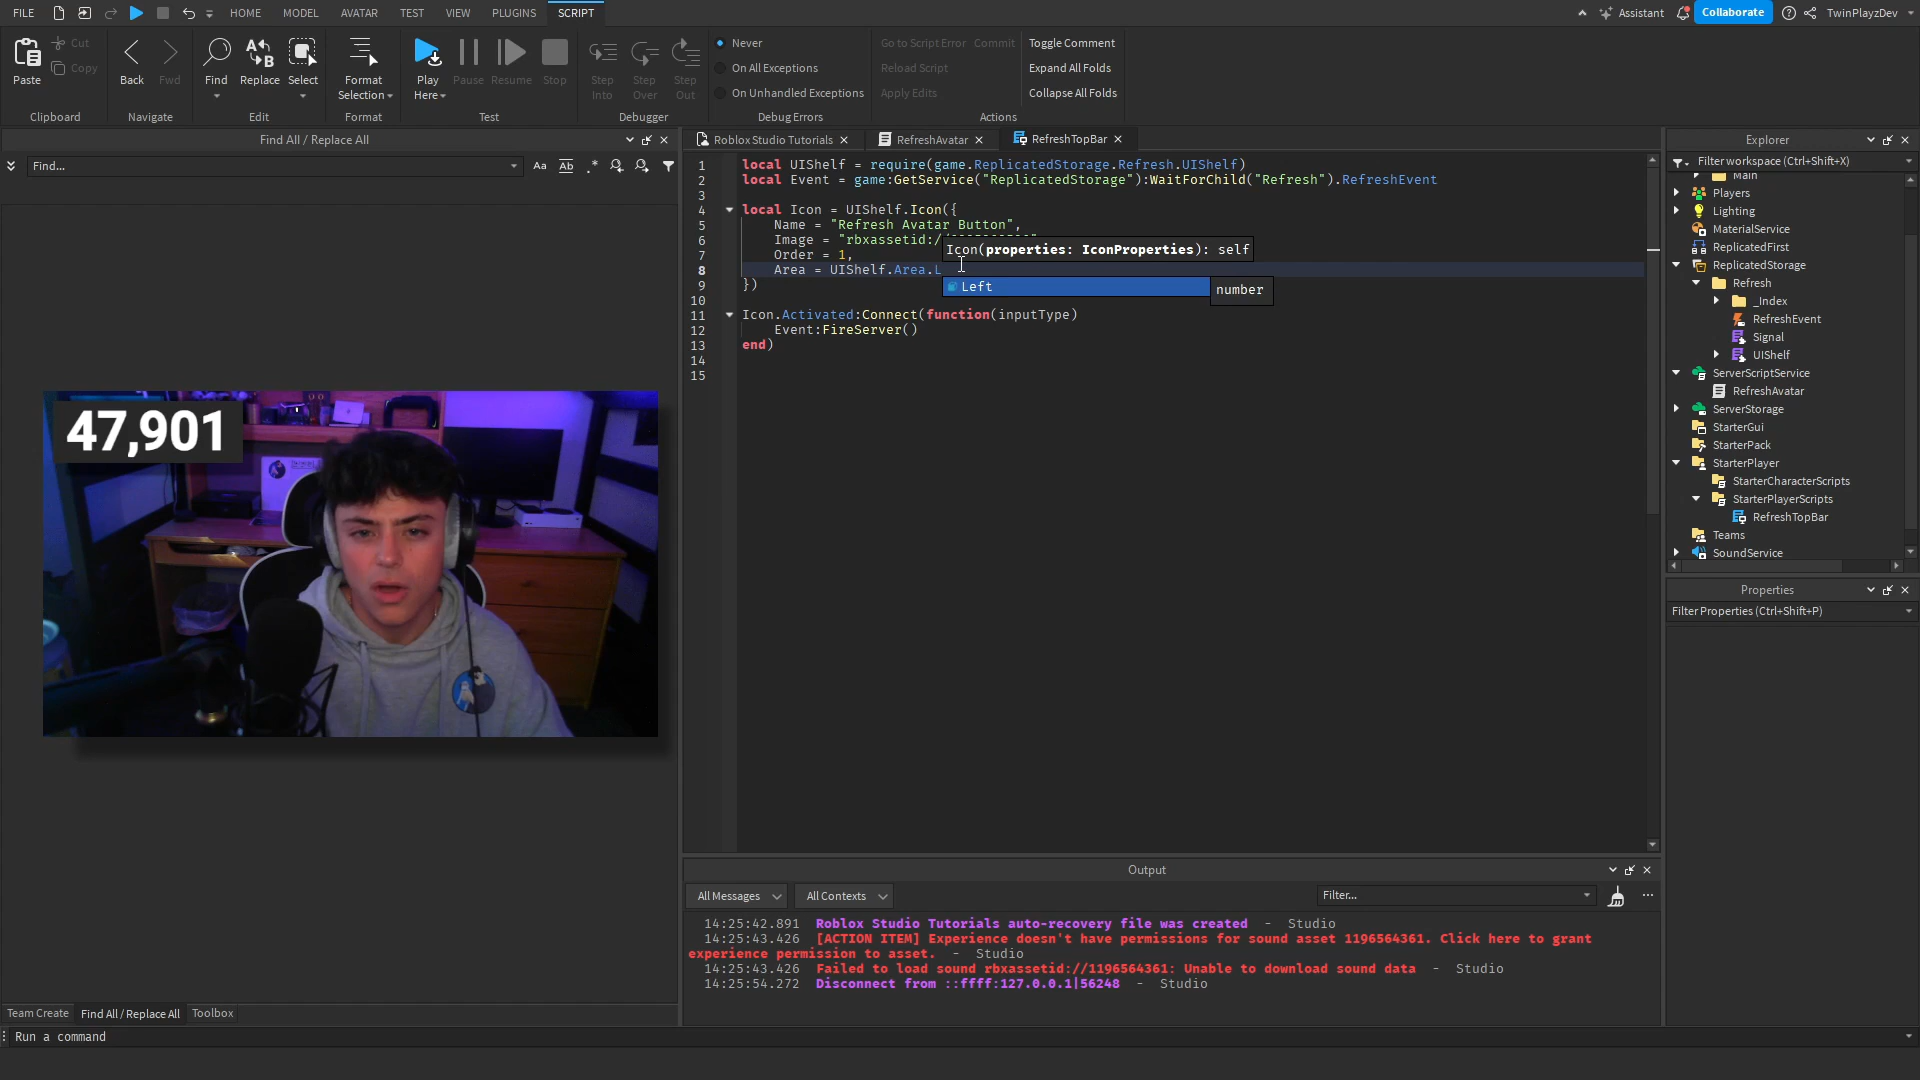 FILE
HOME
MODEL
AVATAR
TEST
VIEW
PLUGINS
SCRIPT
Assistant
Collaborate
TwinPlayzDev
Paste
Cut
Copy
Clipboard
Back
Fwd
Navigate
Find
Replace
Select
Edit
Format
Selection
Format
Play
Here
Pause
Resume
Stop
Test
Step
Into
Step
Over
Step
Out
Debugger
Never
On All Exceptions
On Unhandled Exceptions
Debug Errors
Go to Script Error
Commit
Reload Script
Apply Edits
Toggle Comment
Expand All Folds
Collapse All Folds
Actions
Find All / Replace All
Find...
Aa
Ab
.*
47,901
Roblox Studio Tutorials
RefreshAvatar
RefreshTopBar
1 local UIShelf = require(game.ReplicatedStorage.Refresh.UIShelf)
2 local Event = game:GetService("ReplicatedStorage"):WaitForChild("Refresh").RefreshEvent
3
4 local Icon = UIShelf.Icon({
5 Name = "Refresh Avatar Button",
6 Image = "rbxassetid:/
7 Order = 1,
8 Area = UIShelf.Area.L
9 })
10
11 Icon.Activated:Connect(function(inputType)
12 Event:FireServer()
13 end)
14
15
Icon(properties: IconProperties): self
Left
number
Explorer
Filter workspace (Ctrl+Shift+X)
Main
Players
Lighting
MaterialService
ReplicatedFirst
ReplicatedStorage
Refresh
_Index
RefreshEvent
Signal
UIShelf
ServerScriptService
RefreshAvatar
ServerStorage
StarterGui
StarterPack
StarterPlayer
StarterCharacterScripts
StarterPlayerScripts
RefreshTopBar
Teams
SoundService
Properties
Filter Properties (Ctrl+Shift+P)
Output
All Messages
All Contexts
Filter...
14:25:42.891 Roblox Studio Tutorials auto-recovery file was created - Studio
14:25:43.426 [ACTION ITEM] Experience doesn't have permissions for sound asset 1196564361. Click here to grant
experience permission to asset. - Studio
14:25:43.426 Failed to load sound rbxassetid://1196564361: Unable to download sound data - Studio
14:25:54.272 Disconnect from ::ffff:127.0.0.1|56248 - Studio
Team Create
Find All / Replace All
Toolbox
Run a command